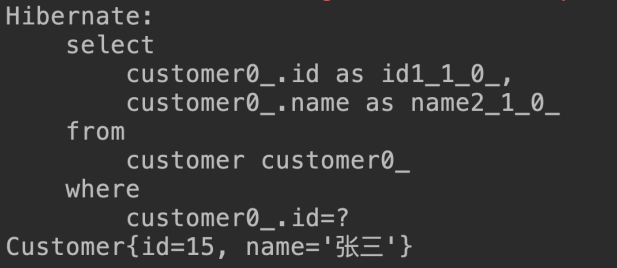 Hibernate:
    select
        customer0_.id as id1_1_0_,
        customer0_.name as name2_1_0_
    from
        customer customer0_
    where
        customer0_.id=?
Customer{id=15, name='张三'}